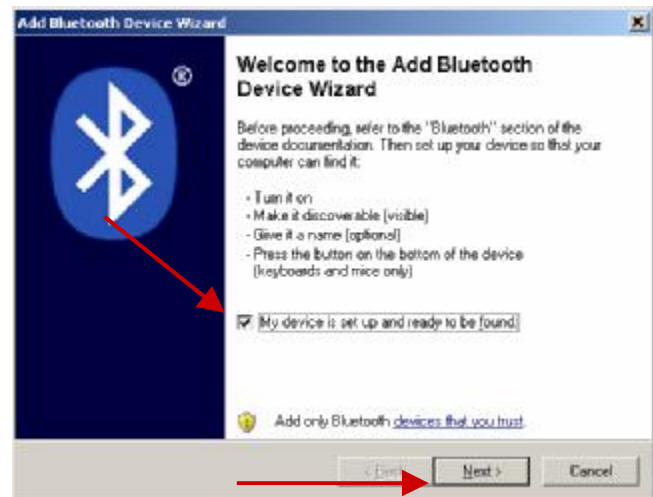 Add Bluetooth Device Wizard
®
Welcome to the Add Bluetooth
Device Wizard
Before proceeding, refer to the "Bluetooth" section of the
device documentation. Then set up your device so that your
computer can find it:
- Turn it on
- Make it discoverable (visible)
- Give it a name (optional)
- Press the button on the bottom of the device
(keyboards and mice only)
My device is set up and ready to be found.
Add only Bluetooth devices that you trust.
< Back Next > Cancel